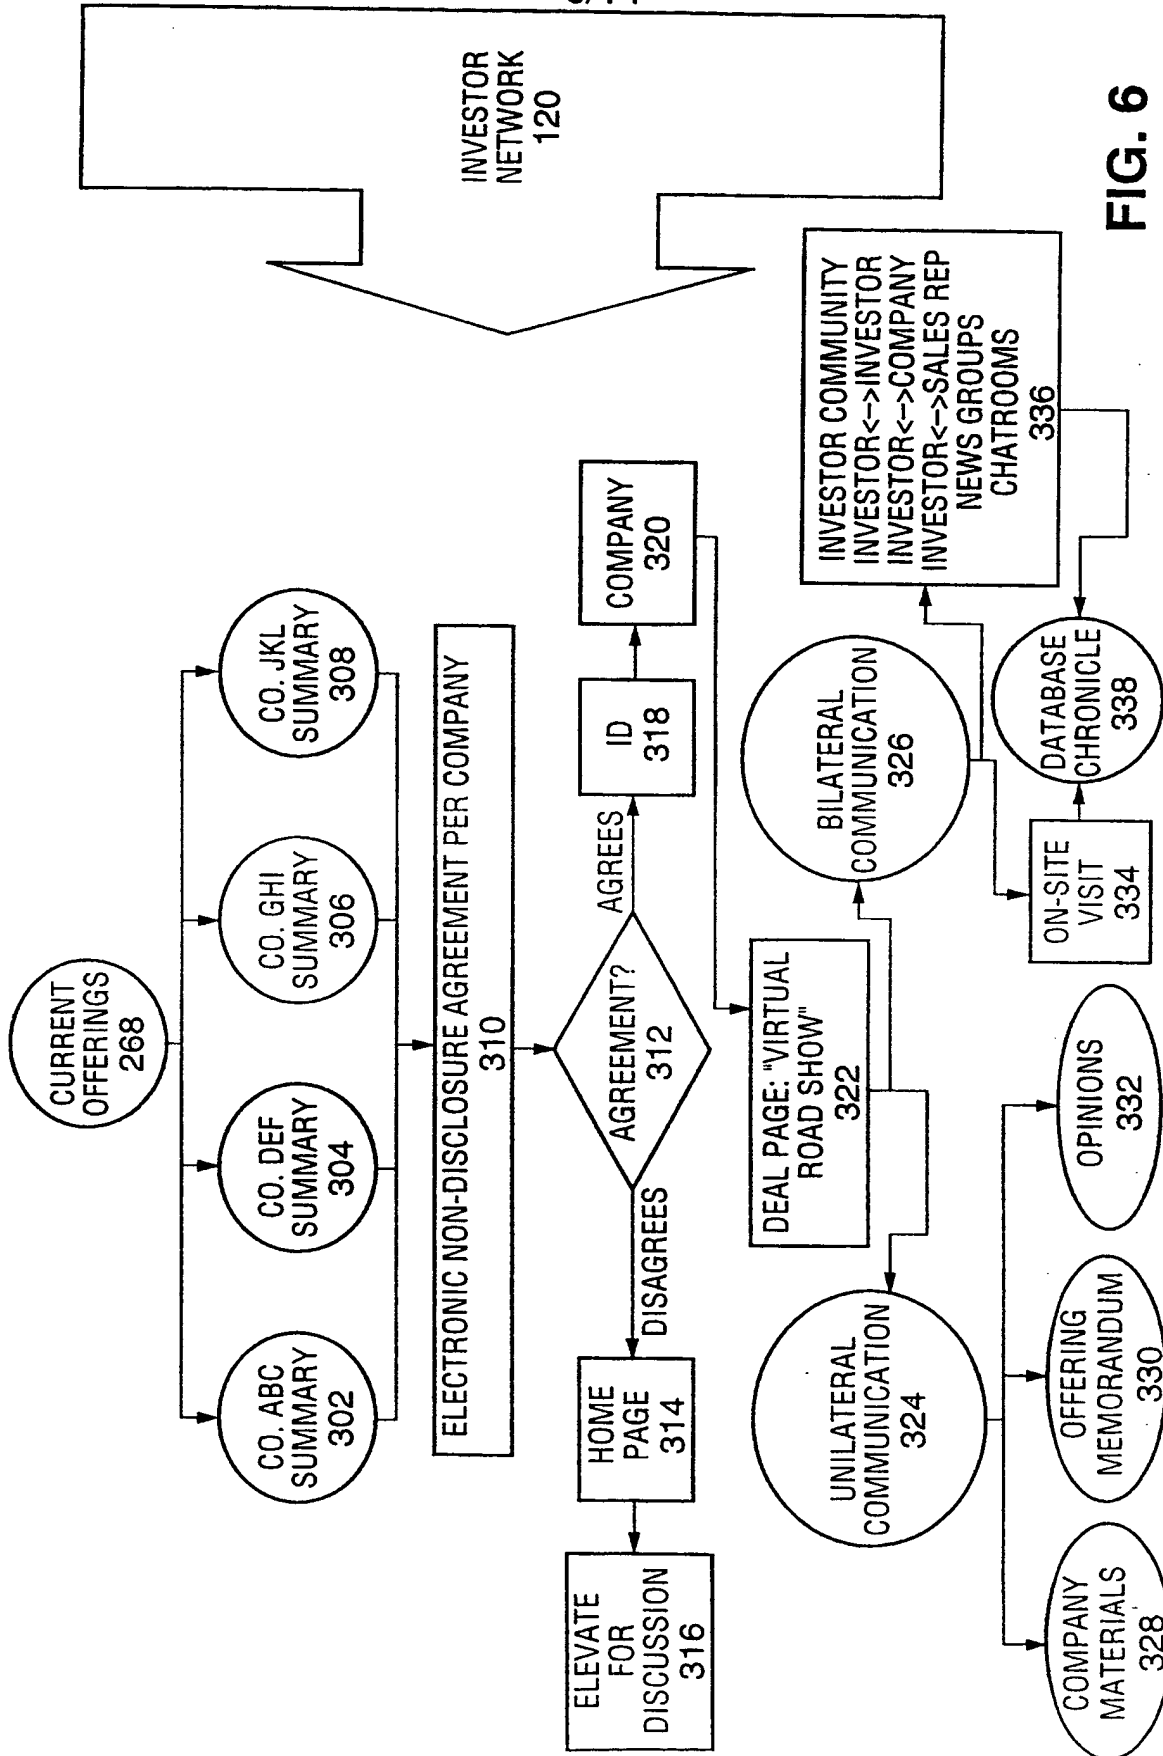 INVESTOR
NETWORK
120
CURRENT
OFFERINGS
268
CO. ABC
SUMMARY
302
CO. DEF
SUMMARY
304
CO. GHI
SUMMARY
306
CO. JKL
SUMMARY
308
ELECTRONIC NON-DISCLOSURE AGREEMENT PER COMPANY
310
AGREEMENT?
312
DISAGREES
AGREES
ELEVATE
FOR
DISCUSSION
316
HOME
PAGE
314
ID
318
COMPANY
320
DEAL PAGE: "VIRTUAL
ROAD SHOW"
322
UNILATERAL
COMMUNICATION
324
BILATERAL
COMMUNICATION
326
INVESTOR COMMUNITY
INVESTOR<-->INVESTOR
INVESTOR<-->COMPANY
INVESTOR<->SALES REP
NEWS GROUPS
CHATROOMS
336
COMPANY
MATERIALS
328
OFFERING
MEMORANDUM
330
OPINIONS
332
ON-SITE
VISIT
334
DATABASE
CHRONICLE
338
FIG. 6